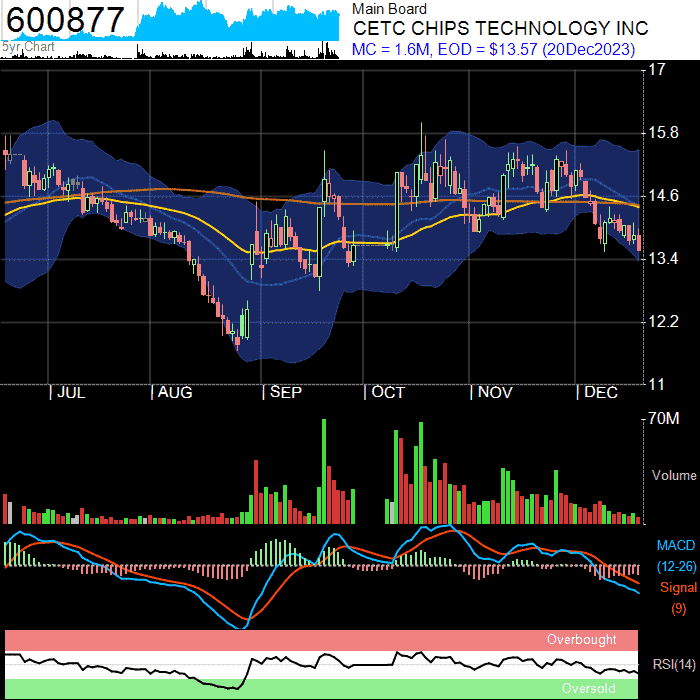 600877
5yr Chart
Main Board
CETC CHIPS TECHNOLOGY INC
MC = 1.6M, EOD = $13.57 (20Dec2023)
17
15.8
14.6
13.4
12.2
11
| JUL | AUG | SEP | OCT | NOV | DEC
70M
Volume
MACD
(12-26)
Signal
(9)
Overbought
RSI(14)
Oversold